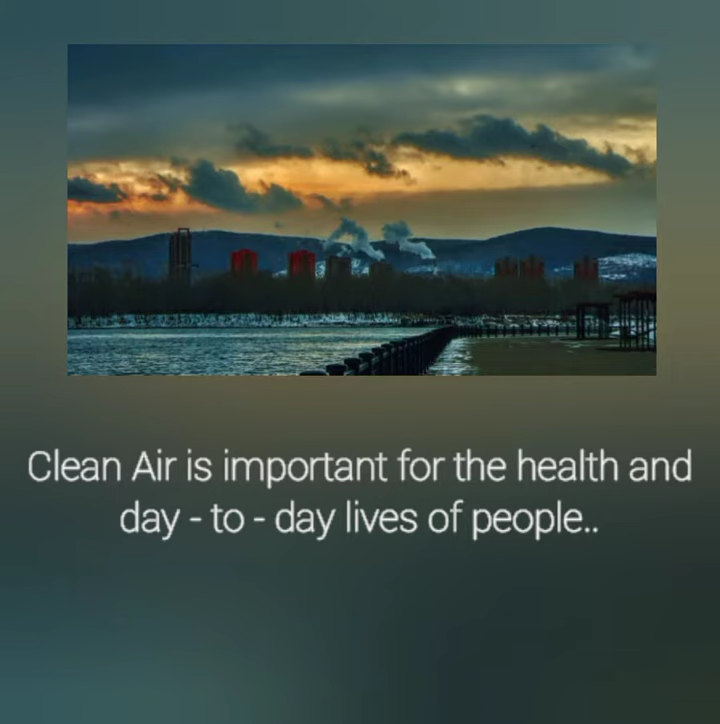 Clean Air is important for the health and
day - to - day lives of people..